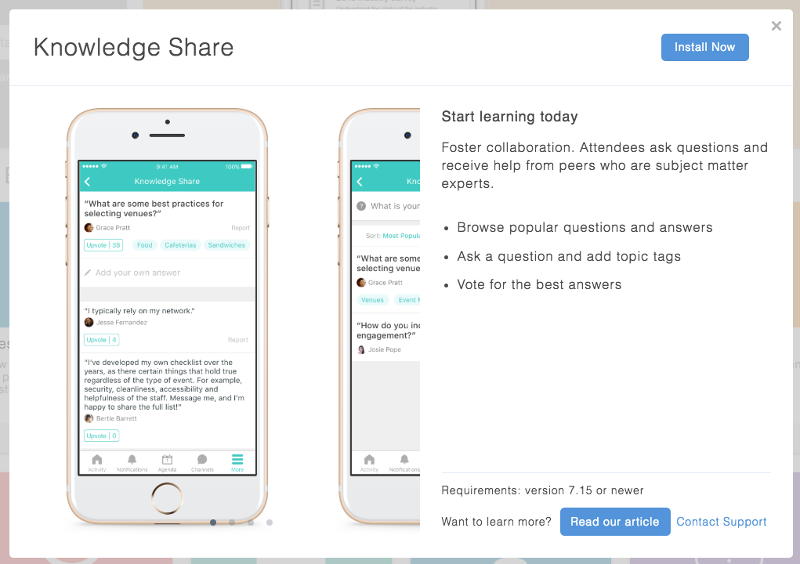 Knowledge Share
Install Now
9:41 AM
100%
Knowledge Share
“What are some best practices for
selecting venues?”
Grace Pratt
Report
Upvote | 38
Food
Cafeterias
Sandwiches
Add your own answer
“I typically rely on my network.”
Jesse Fernandez
Upvote | 4
Report
“I've developed my own checklist over the
years, as there certain things that hold true
regardless of the type of event. For example,
security, cleanliness, accessibility and
helpfulness of the staff. Message me, and I'm
happy to share the full list!”
Bertie Barrett
Upvote | 0
Activity
Notifications
Agenda
Channels
More
Kno
What is your
Sort: Most Popula
“What are some
selecting venue
Grace Pratt
Venues
Event M
“How do you inc
engagement?”
Josie Pope
Activity
Notifications
Start learning today
Foster collaboration. Attendees ask questions and
receive help from peers who are subject matter
experts.
• Browse popular questions and answers
• Ask a question and add topic tags
• Vote for the best answers
Requirements: version 7.15 or newer
Want to learn more?
Read our article
Contact Support